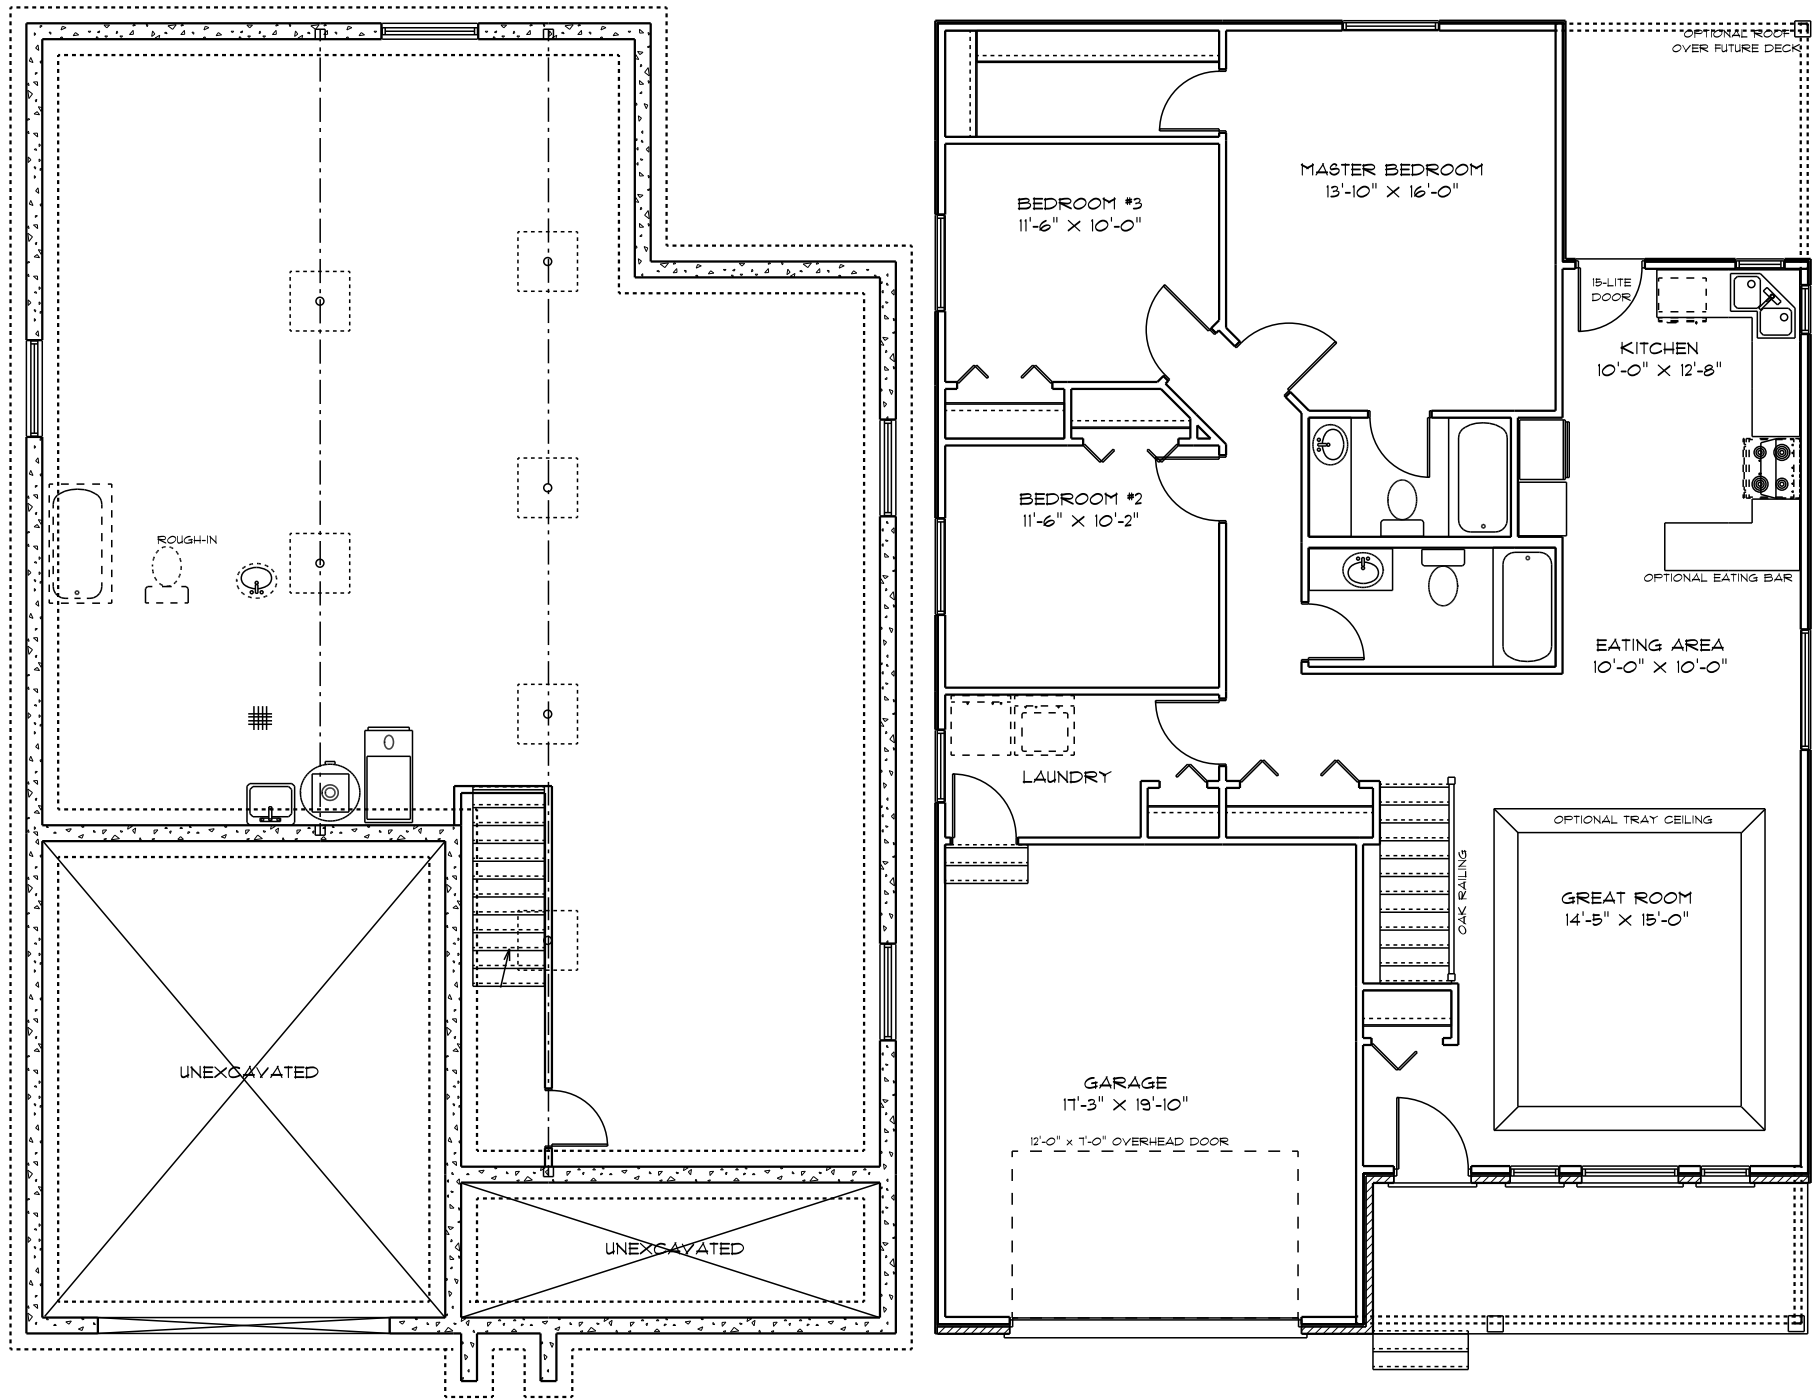 ROUGH-IN
UNEXCAVATED
UNEXCAVATED
OPTIONAL ROOF
OVER FUTURE DECK
MASTER BEDROOM
13'-10" X 16'-0"
BEDROOM #3
11'-6" X 10'-0"
15-LITE
DOOR
KITCHEN
10'-0" X 12'-8"
BEDROOM #2
11'-6" X 10'-2"
OPTIONAL EATING BAR
EATING AREA
10'-0" X 10'-0"
LAUNDRY
OPTIONAL TRAY CEILING
OAK RAILING
GREAT ROOM
14'-5" X 15'-0"
GARAGE
17'-3" X 19'-10"
12'-0" x 7'-0" OVERHEAD DOOR